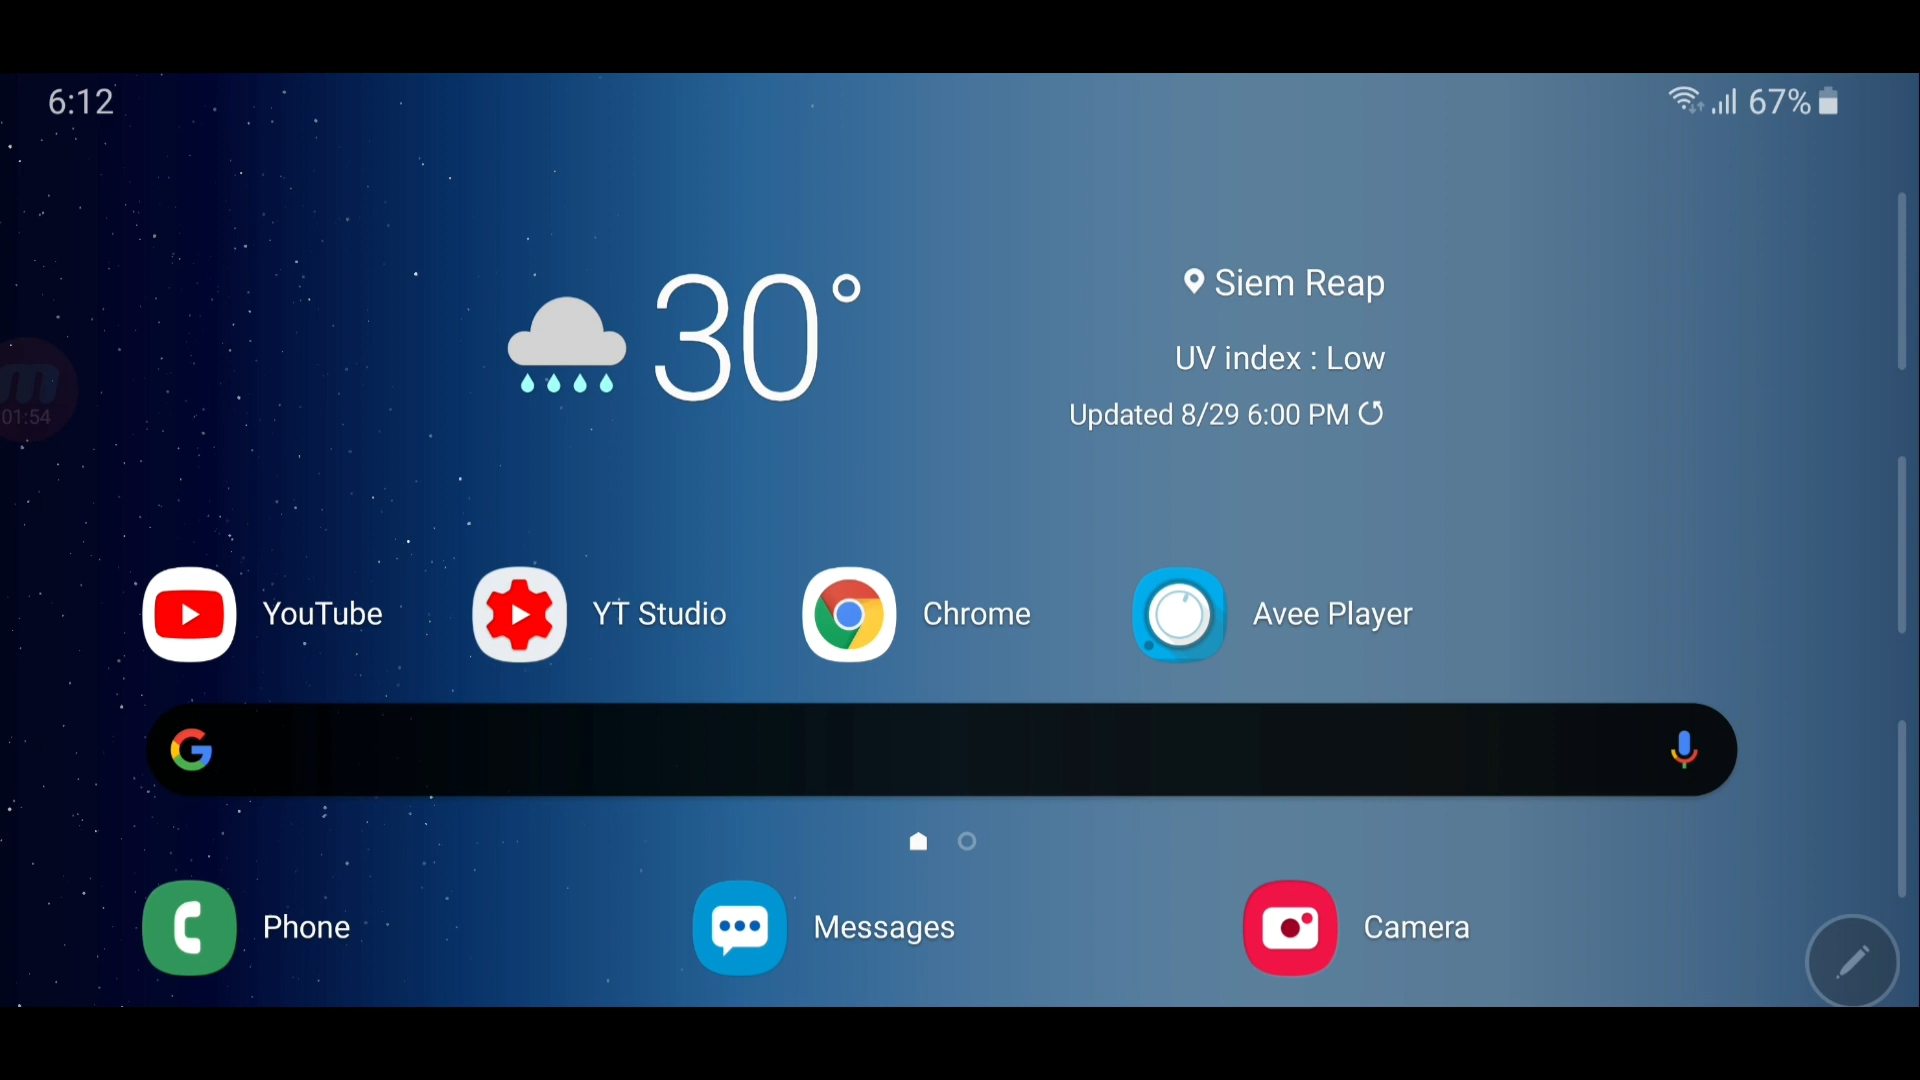 6:12
67%
30°
Siem Reap
UV index : Low
Updated 8/29 6:00 PM
m
01:54
YouTube
YT Studio
Chrome
Avee Player
G
Phone
Messages
Camera